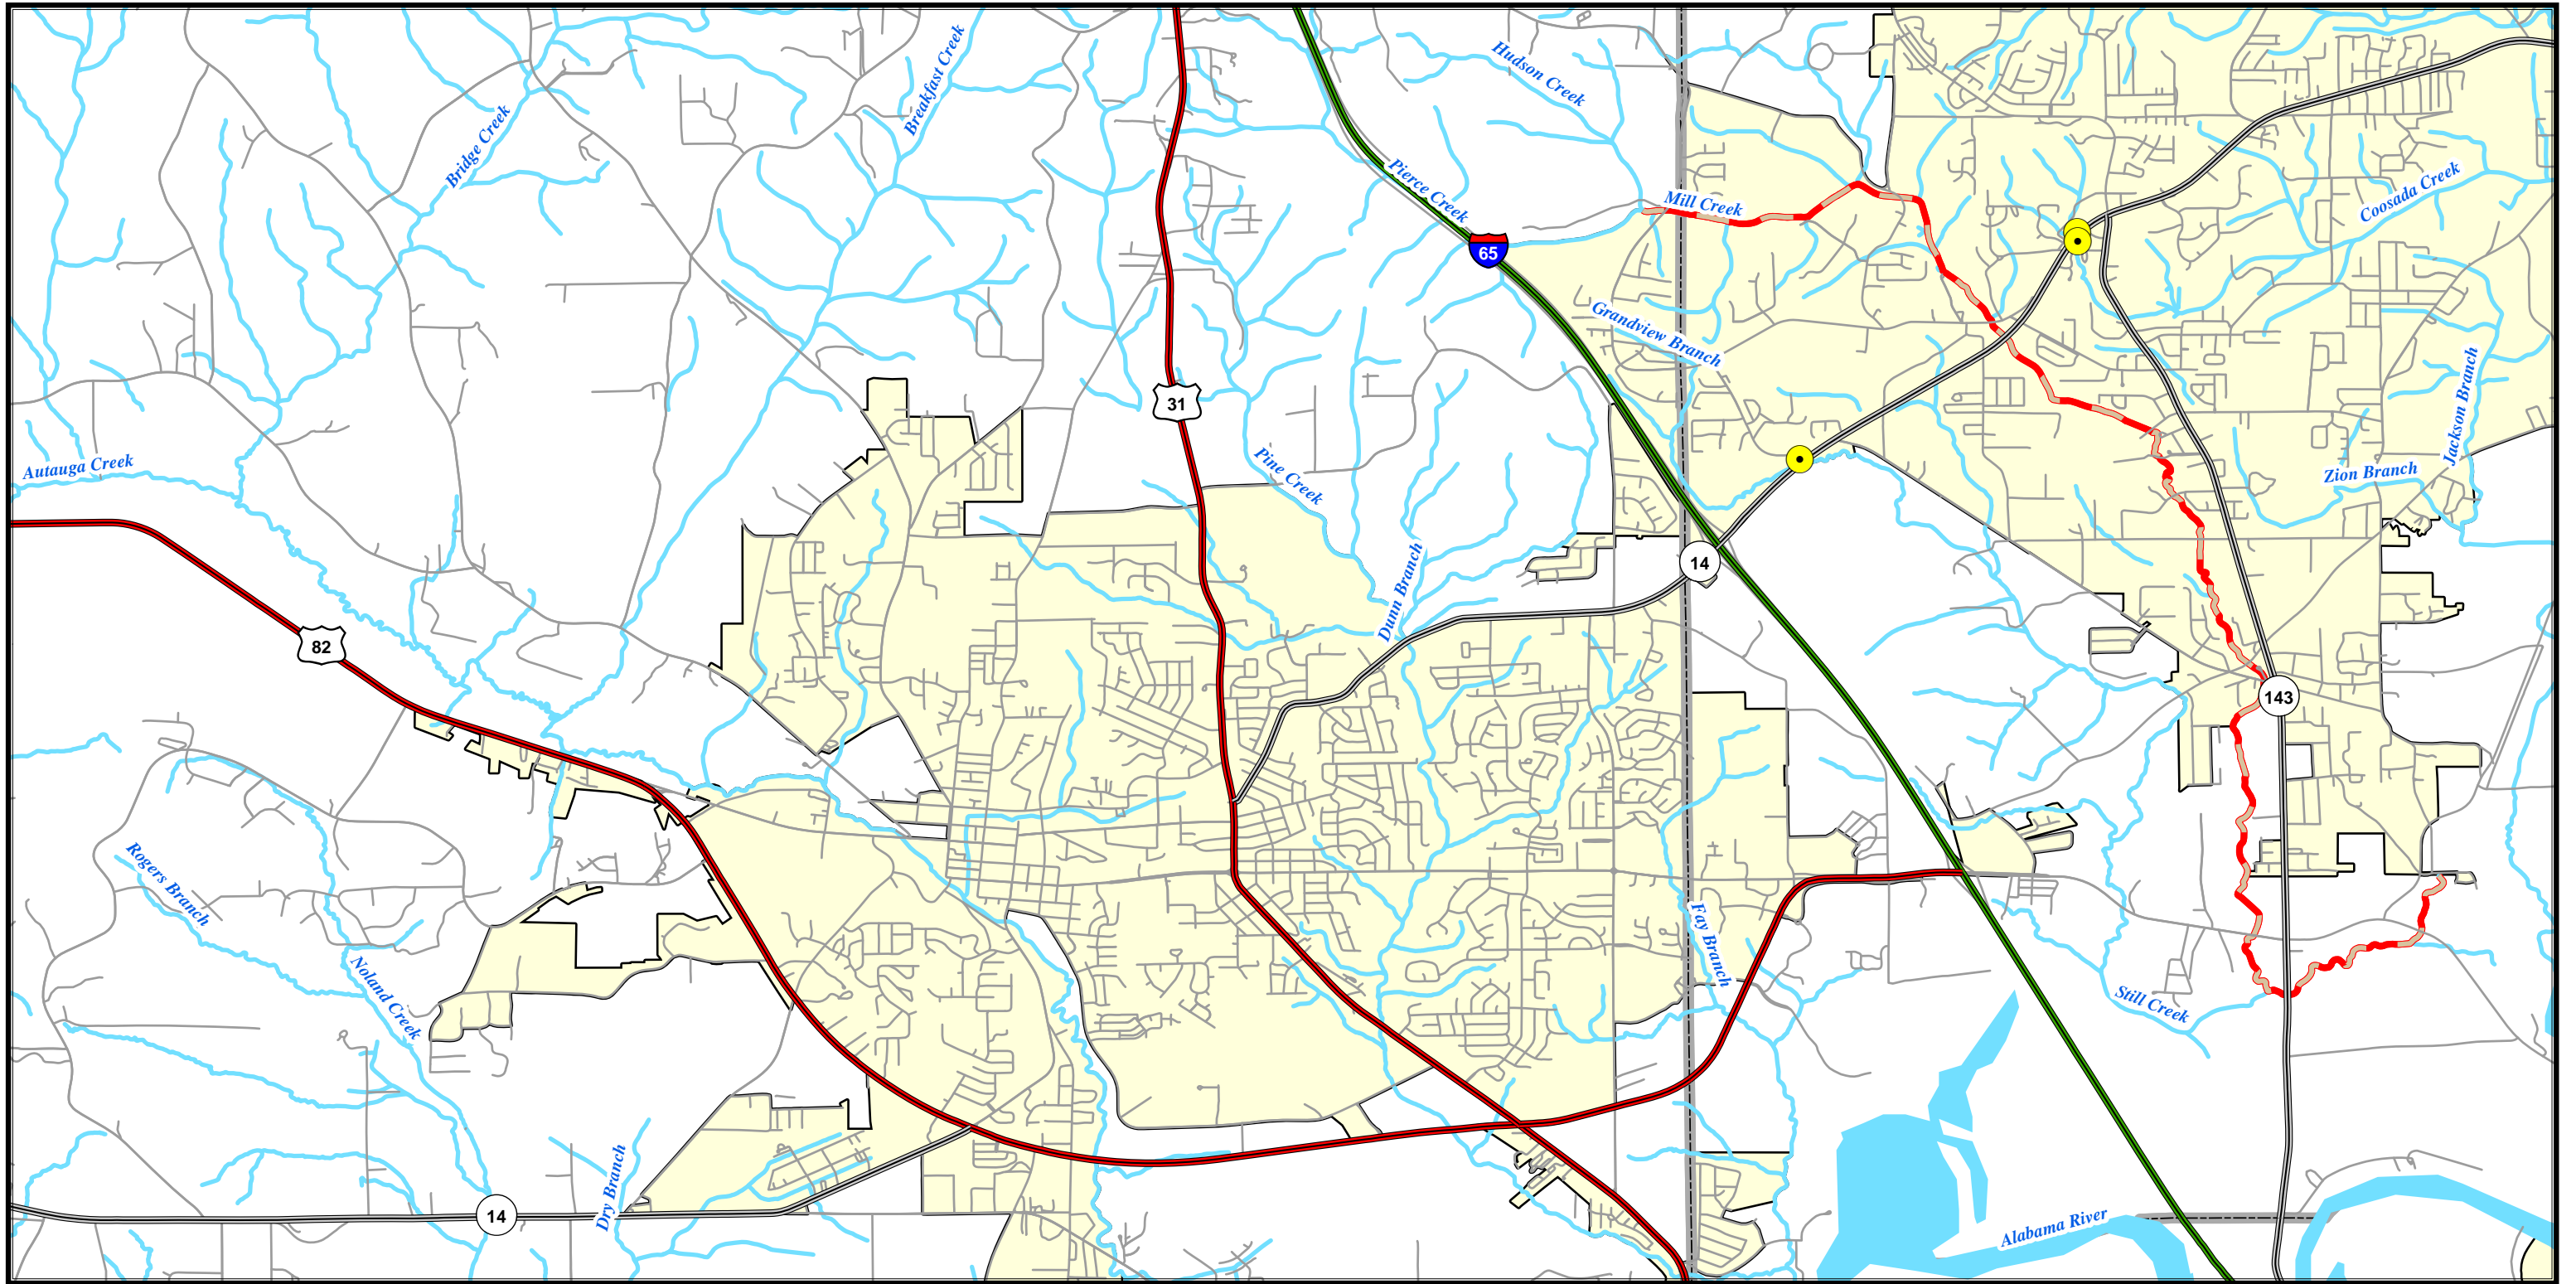 Hudson Creek
Breakfast Creek
Bridge Creek
Pierce Creek
Mill Creek
Coosada Creek
65
Grandview Branch
31
Jackson Branch
Autauga Creek
Pine Creek
Zion Branch
14
Dunn Branch
82
143
Rogers Branch
Fay Branch
Noland Creek
Still Creek
Dry Branch
14
Alabama River